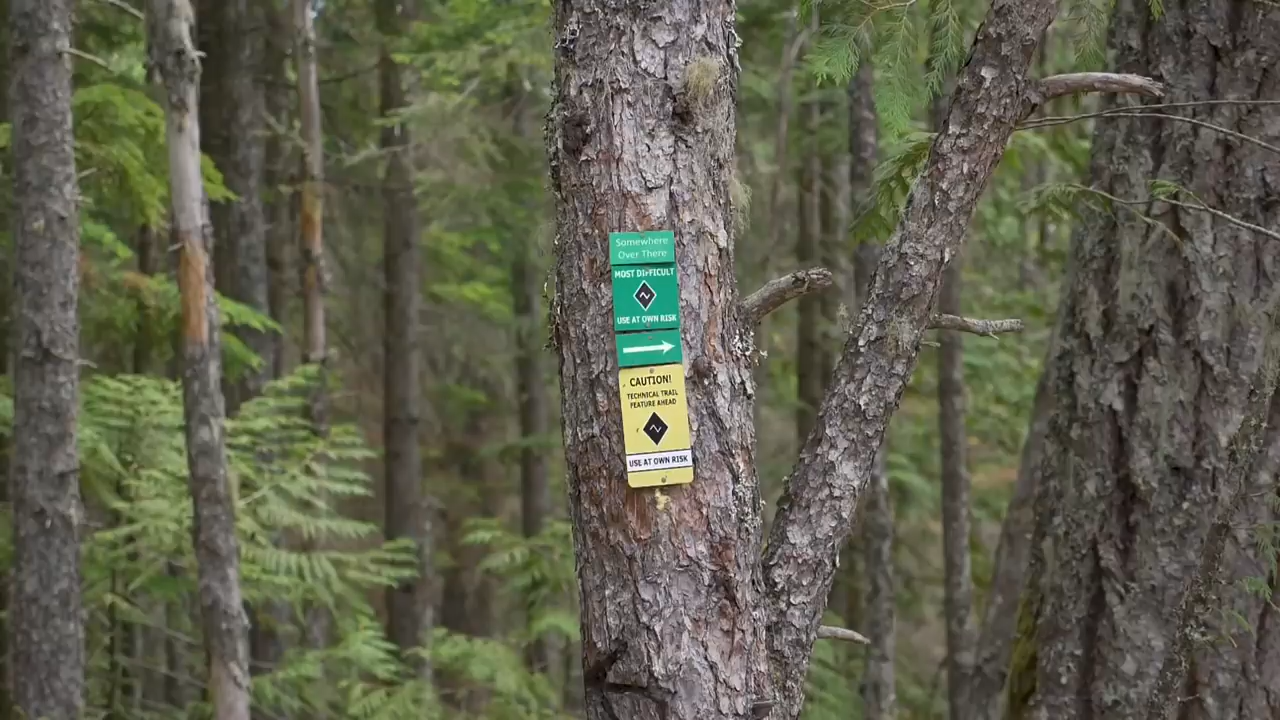 Somewhere
Over There
MOST DIFFICULT
USE AT OWN RISK
CAUTION!
TECHNICAL TRAIL
FEATURE AHEAD
USE AT OWN RISK